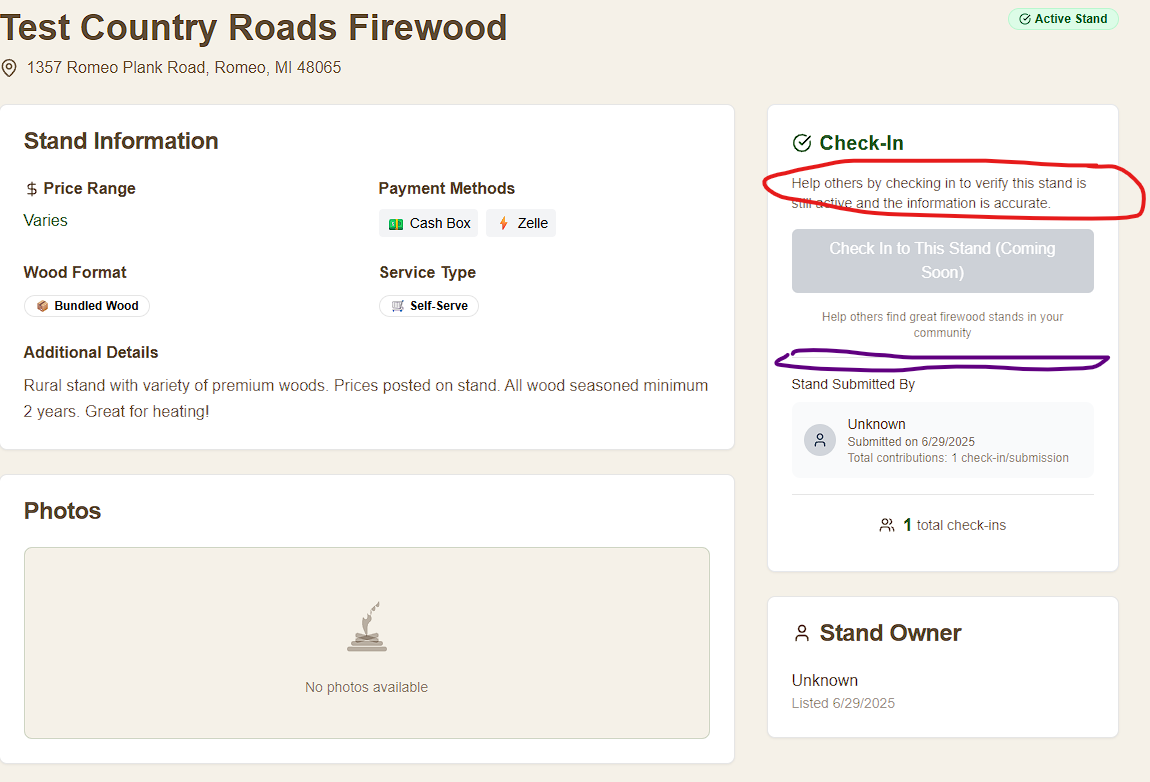 Test Country Roads Firewood
Active Stand
1357 Romeo Plank Road, Romeo, MI 48065
Stand Information
$ Price Range
Varies
Payment Methods
Cash Box
Zelle
Wood Format
Bundled Wood
Service Type
Self-Serve
Additional Details
Rural stand with variety of premium woods. Prices posted on stand. All wood seasoned minimum
2 years. Great for heating!
Photos
No photos available
Check-In
Help others by checking in to verify this stand is
still active and the information is accurate.
Check In to This Stand (Coming
Soon)
Help others find great firewood stands in your
community
Stand Submitted By
Unknown
Submitted on 6/29/2025
Total contributions: 1 check-in/submission
1 total check-ins
Stand Owner
Unknown
Listed 6/29/2025